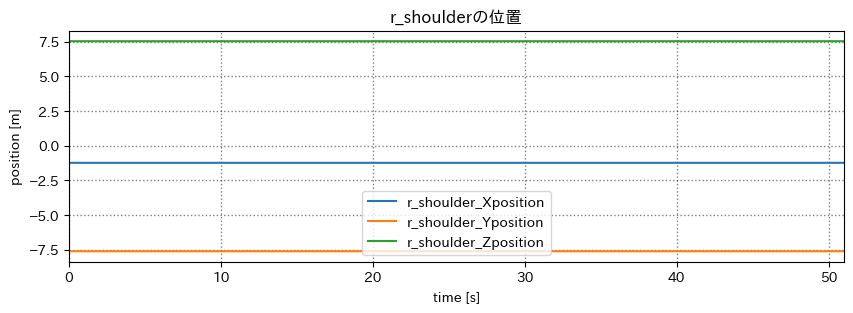 r_shoulderの位置
position [m]
7.5
5.0
2.5
0.0
−2.5
−5.0
−7.5
r_shoulder_Xposition
r_shoulder_Yposition
r_shoulder_Zposition
0 10 20 30 40 50
time [s]